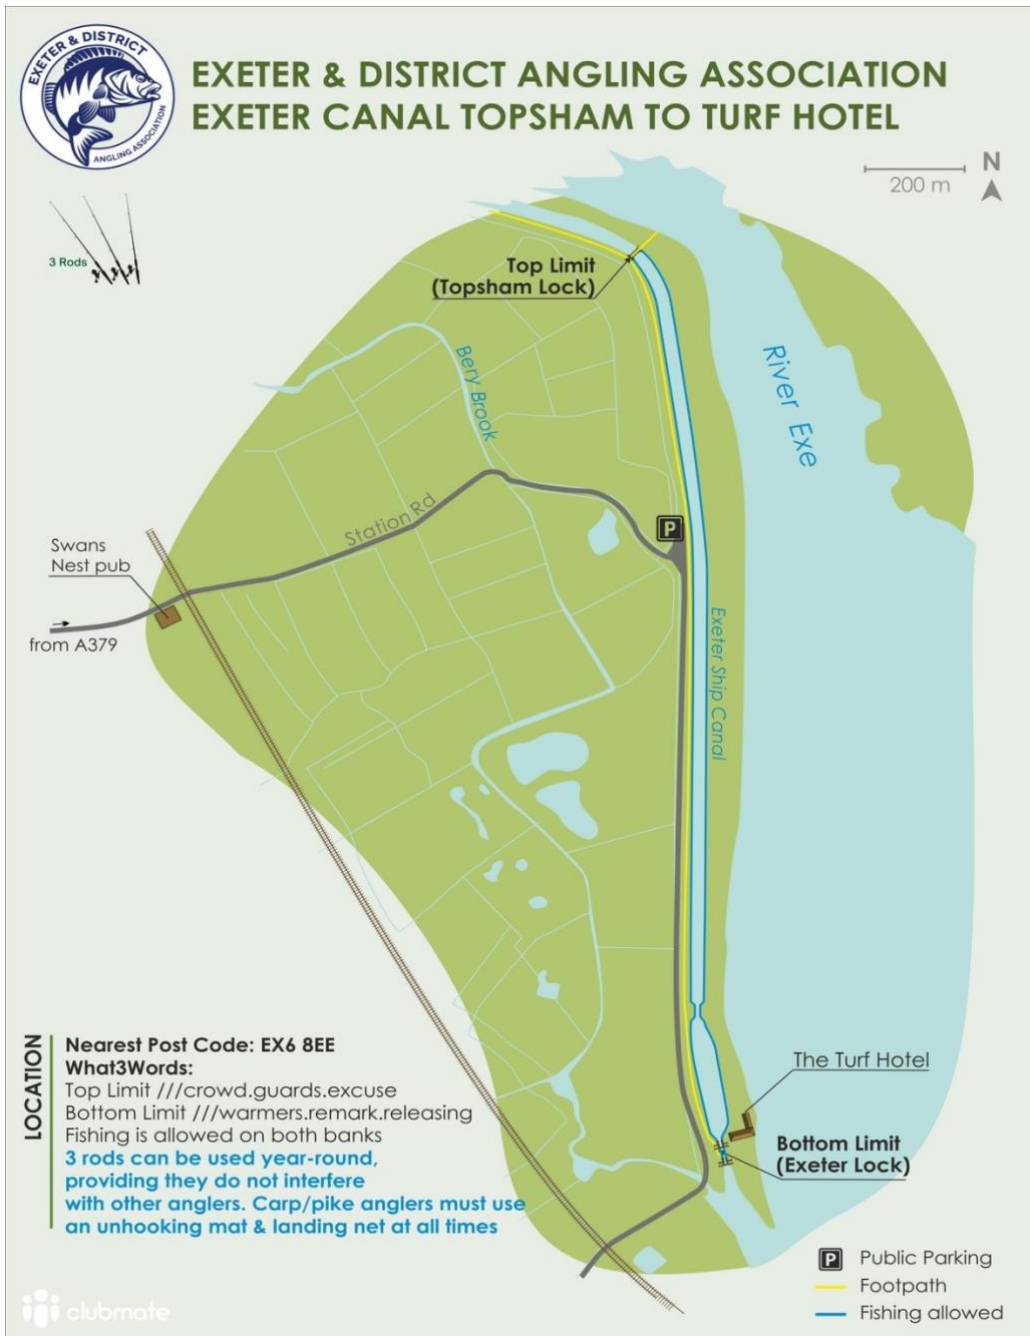 EXETER & DISTRICT
ANGLING ASSOCIATION
EXETER & DISTRICT ANGLING ASSOCIATION
EXETER CANAL TOPSHAM TO TURF HOTEL
N
200 m
3 Rods
Top Limit
(Topsham Lock)
River Exe
Bery Brook
Station Rd
P
Swans
Nest pub
from A379
Exeter Ship Canal
The Turf Hotel
Bottom Limit
(Exeter Lock)
LOCATION
Nearest Post Code: EX6 8EE
What3Words:
Top Limit ///crowd.guards.excuse
Bottom Limit ///warmers.remark.releasing
Fishing is allowed on both banks
3 rods can be used year-round,
providing they do not interfere
with other anglers. Carp/pike anglers must use
an unhooking mat & landing net at all times
P Public Parking
Footpath
Fishing allowed
clubmate